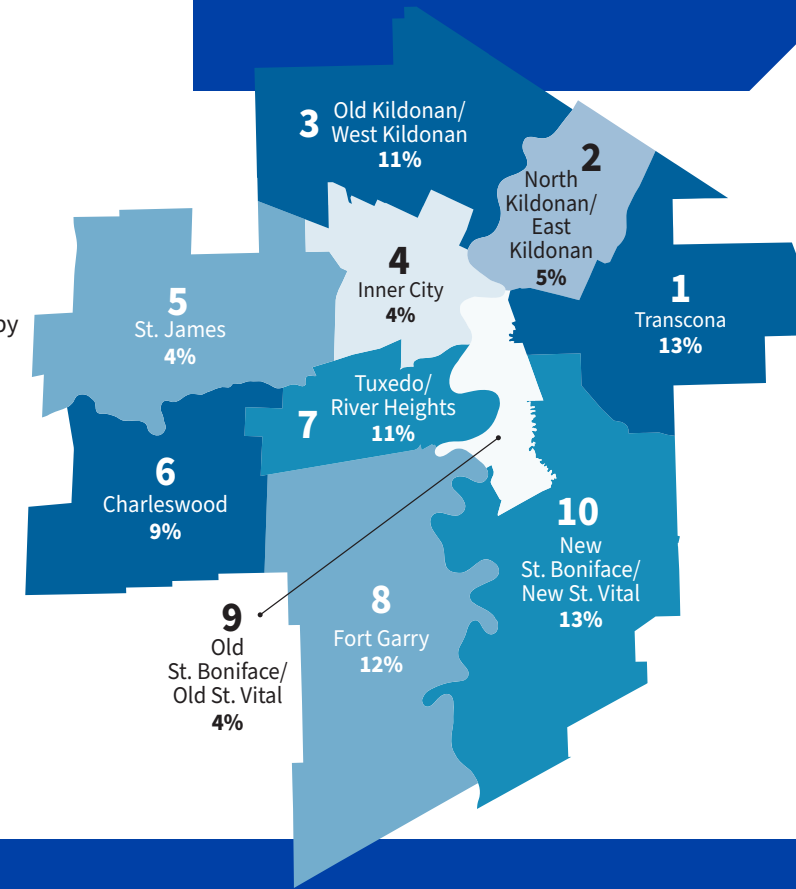 3
Old Kildonan/
West Kildonan
11%
2
North
Kildonan/
East
Kildonan
5%
4
Inner City
4%
1
Transcona
13%
5
St. James
4%
by
Tuxedo/
7 River Heights
11%
6
Charleswood
9%
10
New
St. Boniface/
New St. Vital
13%
8
Fort Garry
12%
9
Old
St. Boniface/
Old St. Vital
4%